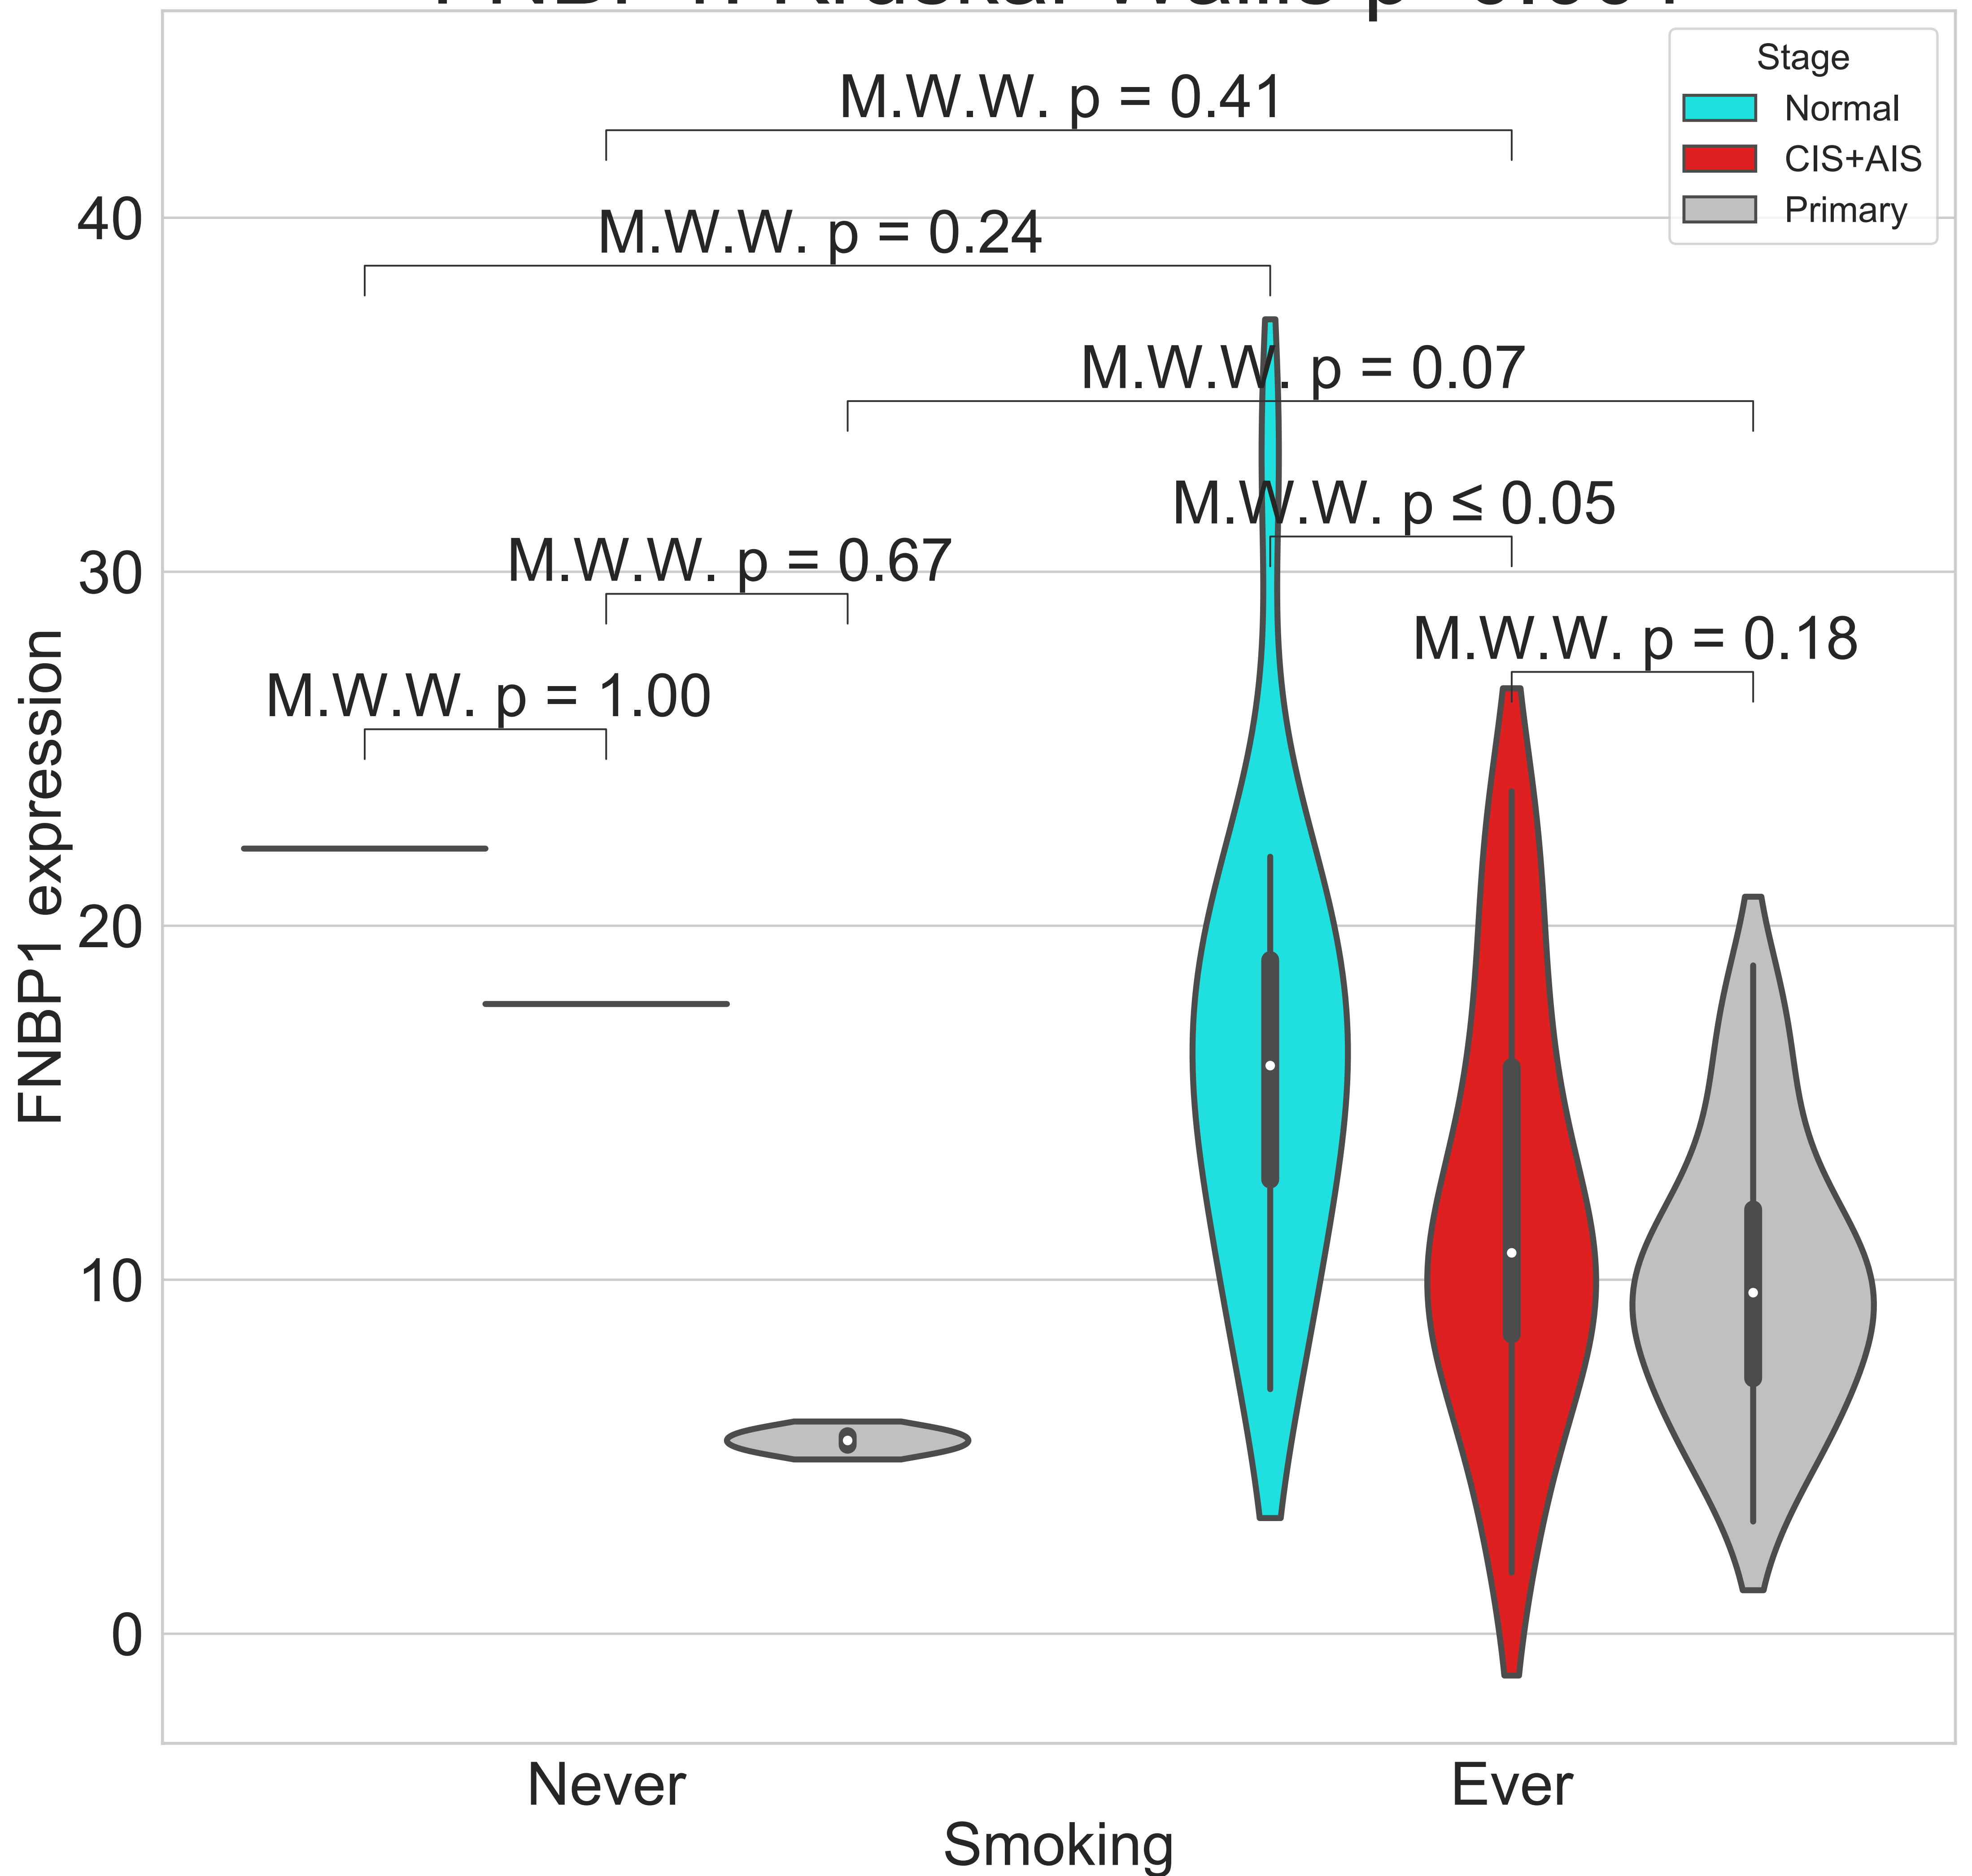 Stage
Normal
CIS+AIS
Primary
M.W.W. p = 0.41
M.W.W. p = 0.24
M.W.W. p = 0.07
M.W.W. p ≤ 0.05
M.W.W. p = 0.67
M.W.W. p = 0.18
M.W.W. p = 1.00
40
30
20
10
0
FNBP1 expression
Never
Ever
Smoking